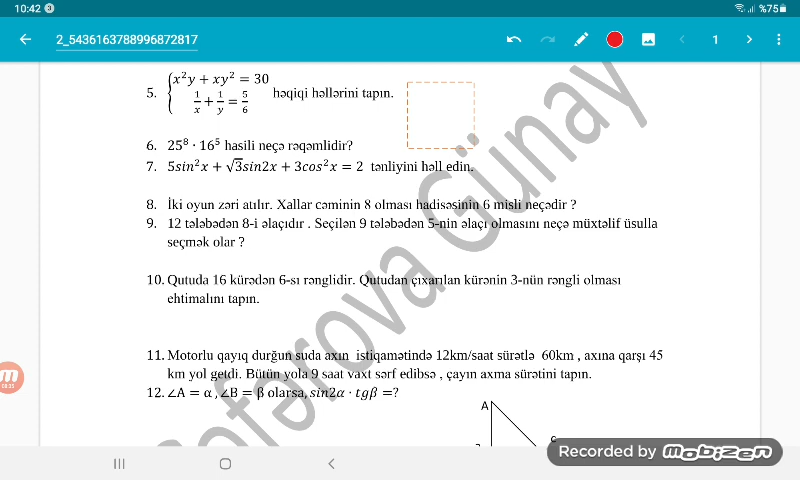 10:42 3 %75
2_5436163788996872817 1
5. {x²y + xy² = 30
1/x + 1/y = 5/6 həqiqi həllərini tapın.
6. 25⁸ · 16⁵ hasili neçə rəqəmlidir?
7. 5sin²x + √3sin2x + 3cos²x = 2 tənliyini həll edin.
8. İki oyun zəri atılır. Xallar cəminin 8 olması hadisəsinin 6 misli neçədir ?
9. 12 tələbədən 8-i əlaçıdır . Seçilən 9 tələbədən 5-nin əlaçı olmasını neçə müxtəlif üsulla
seçmək olar ?
10. Qutuda 16 kürədən 6-sı rənglidir. Qutudan çıxarılan kürənin 3-nün rəngli olması
ehtimalını tapın.
11. Motorlu qayıq durğun suda axın istiqamətində 12km/saat sürətlə 60km , axına qarşı 45
km yol getdi. Bütün yola 9 saat vaxt sərf edibsə , çayın axma sürətini tapın.
12. ∠A = α , ∠B = β olarsa, sin2α · tgβ =?
A
c
Səfərova Günay
m
Recorded by mobizen